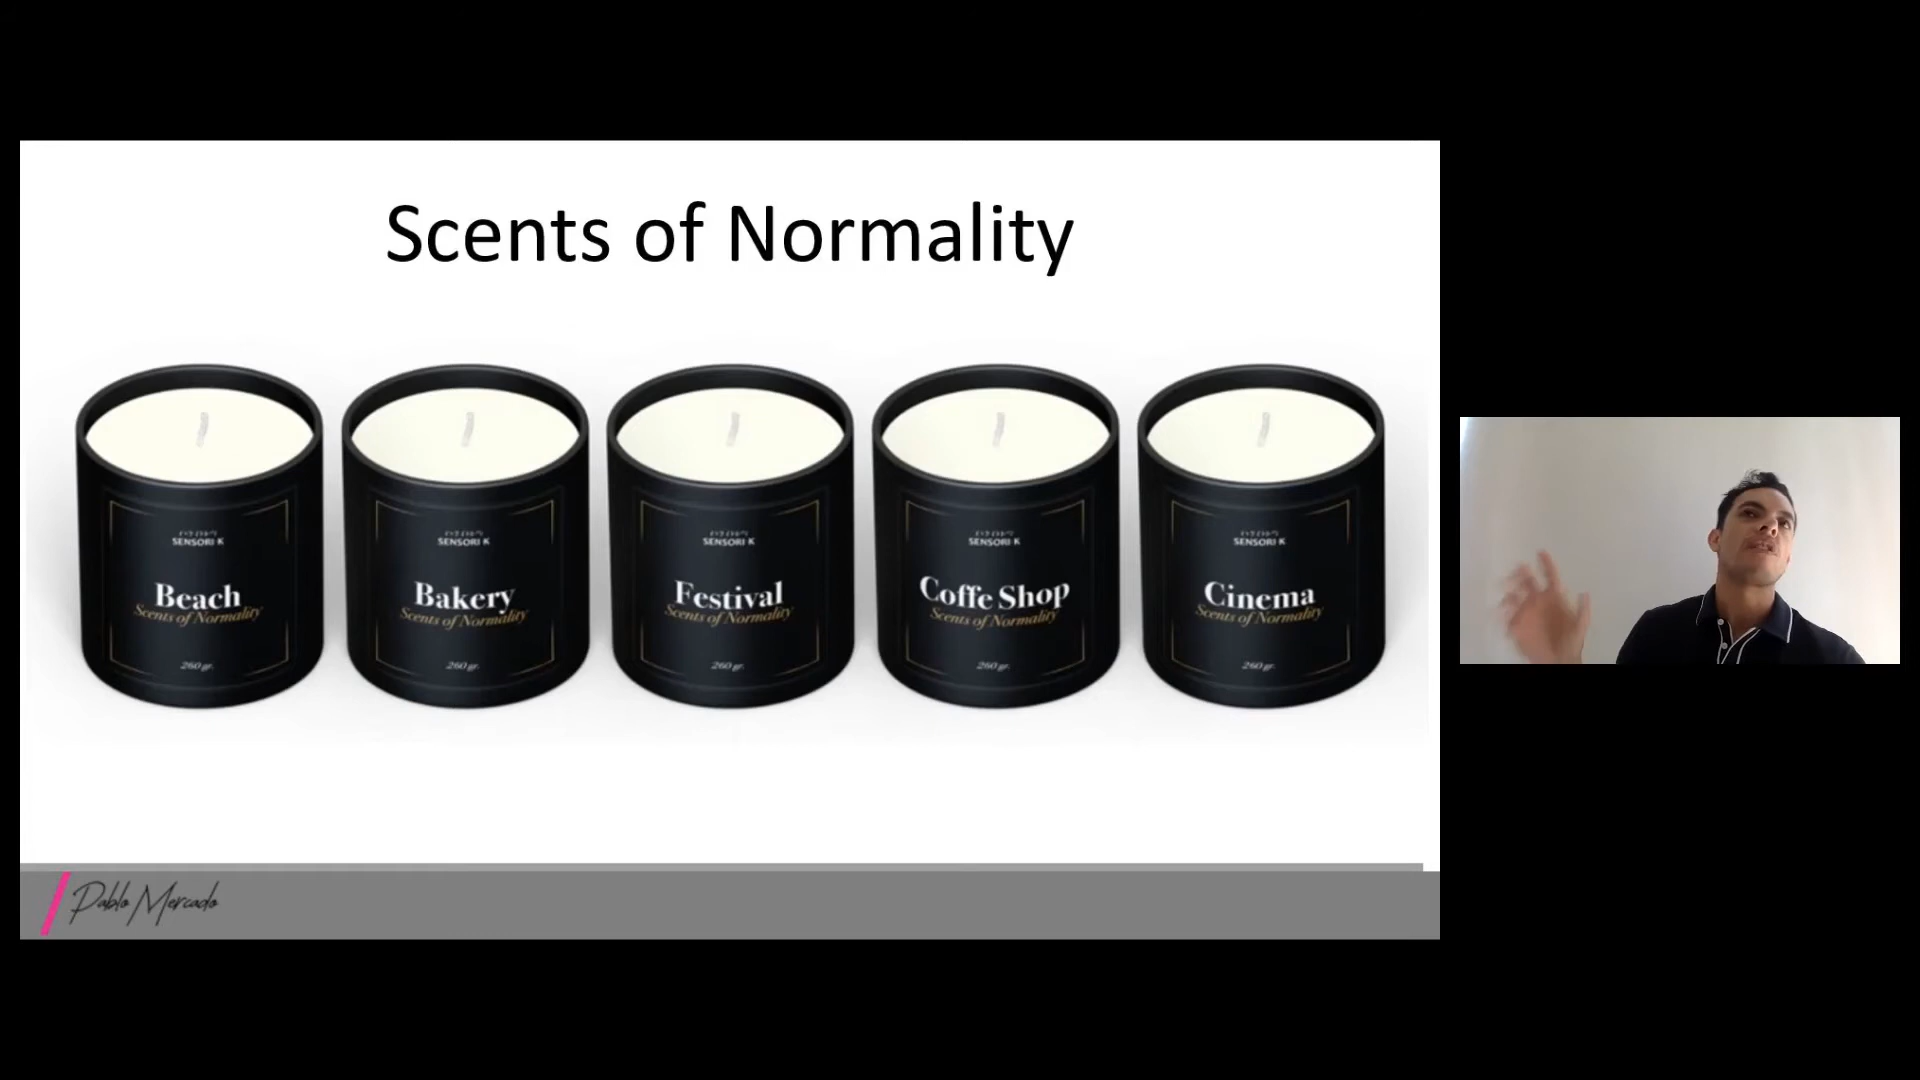 Scents of Normality
SENSORI K
Beach
Scents of Normality
260 gr.
SENSORI K
Bakery
Scents of Normality
260 gr.
SENSORI K
Festival
Scents of Normality
260 gr.
SENSORI K
Coffe Shop
Scents of Normality
260 gr.
SENSORI K
Cinema
Scents of Normality
260 gr.
Pablo Mercado